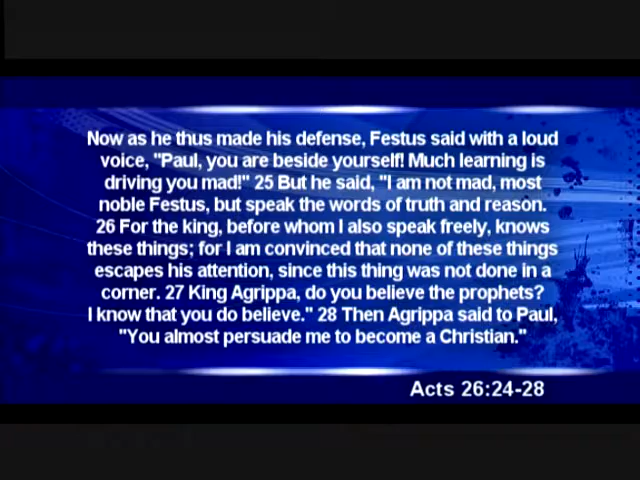 Now as he thus made his defense, Festus said with a loud
voice, "Paul, you are beside yourself! Much learning is
driving you mad!" 25 But he said, "I am not mad, most
noble Festus, but speak the words of truth and reason.
26 For the king, before whom I also speak freely, knows
these things; for I am convinced that none of these things
escapes his attention, since this thing was not done in a
corner. 27 King Agrippa, do you believe the prophets?
I know that you do believe." 28 Then Agrippa said to Paul,
"You almost persuade me to become a Christian."
Acts 26:24-28